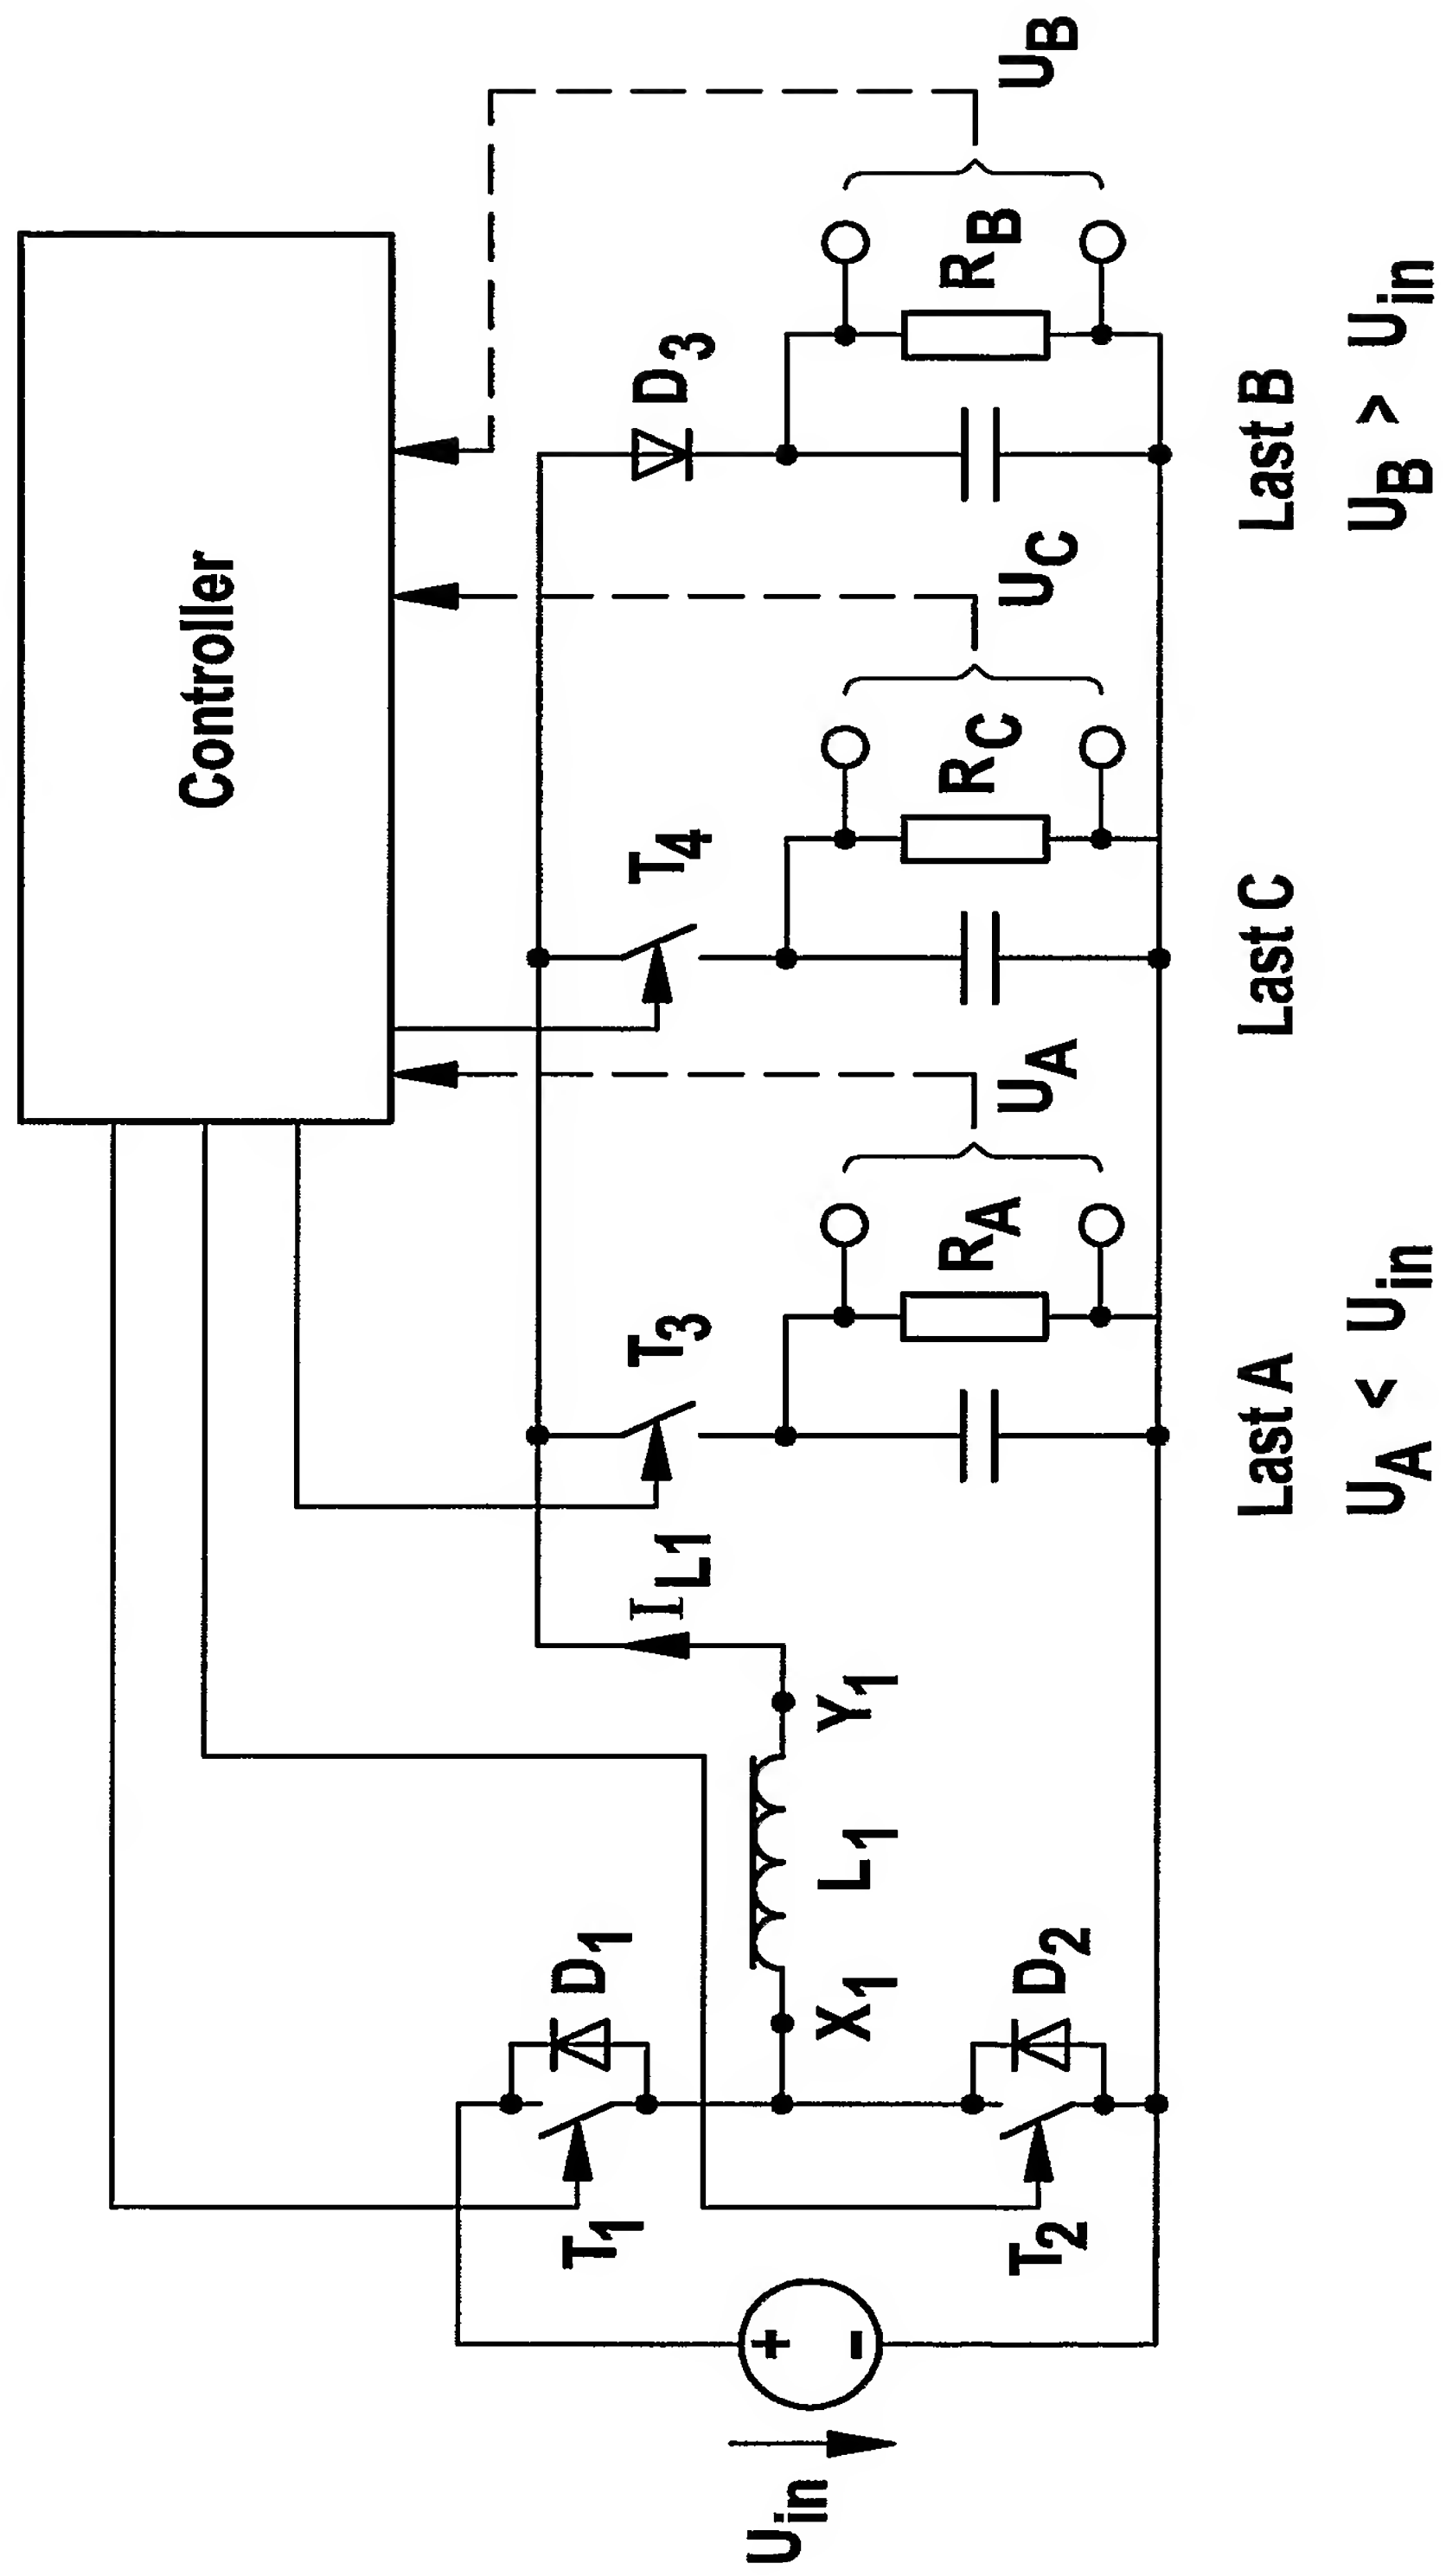 Controller
U_in
T_1
D_1
T_2
D_2
X_1
L_1
Y_1
I_L1
T_3
R_A
U_A
T_4
R_C
U_C
D_3
R_B
U_B
+
-
Last A
U_A < U_in
Last C
Last B
U_B > U_in